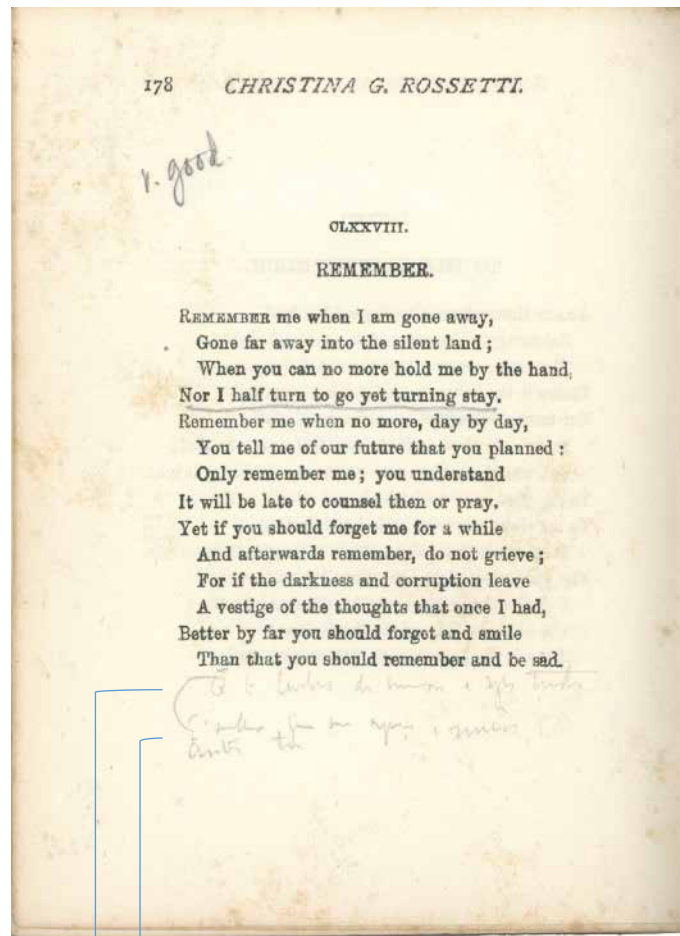 178 CHRISTINA G. ROSSETTI.
v. good.
CLXXVIII.
REMEMBER.
REMEMBER me when I am gone away,
Gone far away into the silent land ;
When you can no more hold me by the hand,
Nor I half turn to go yet turning stay.
Remember me when no more, day by day,
You tell me of our future that you planned :
Only remember me ; you understand
It will be late to counsel then or pray.
Yet if you should forget me for a while
And afterwards remember, do not grieve ;
For if the darkness and corruption leave
A vestige of the thoughts that once I had,
Better by far you should forget and smile
Than that you should remember and be sad.